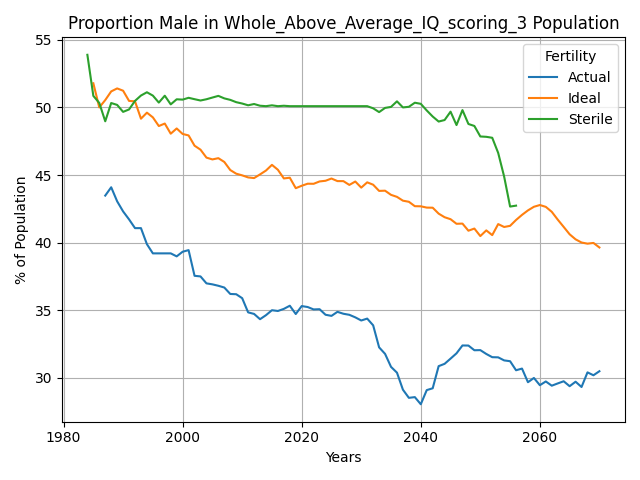 Proportion Male in Whole_Above_Average_IQ_scoring_3 Population
% of Population
55
50
45
40
35
30
1980
2000
2020
2040
2060
Years
Fertility
Actual
Ideal
Sterile